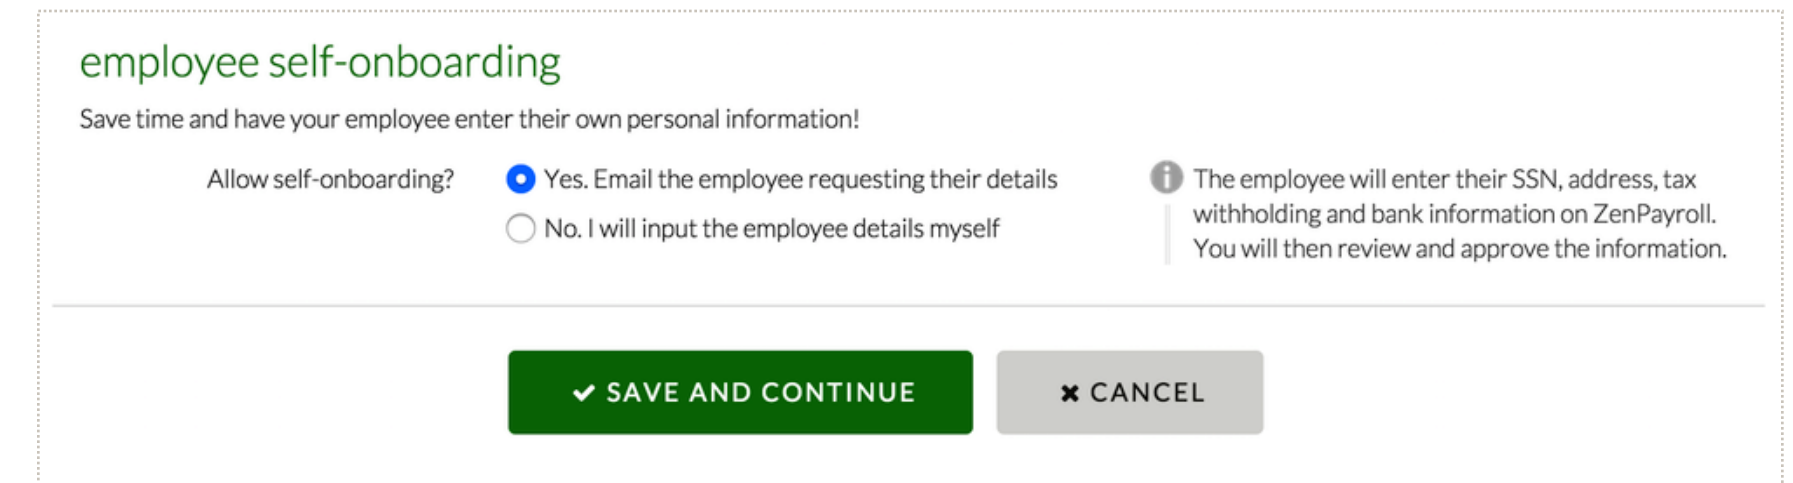 employee self-onboarding
Save time and have your employee enter their own personal information!
Allow self-onboarding?
Yes. Email the employee requesting their details
No. I will input the employee details myself
The employee will enter their SSN, address, tax
withholding and bank information on ZenPayroll.
You will then review and approve the information.
SAVE AND CONTINUE
CANCEL